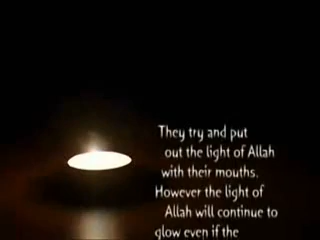 They try and put
out the light of Allah
with their mouths.
However the light of
Allah will continue to
glow even if the